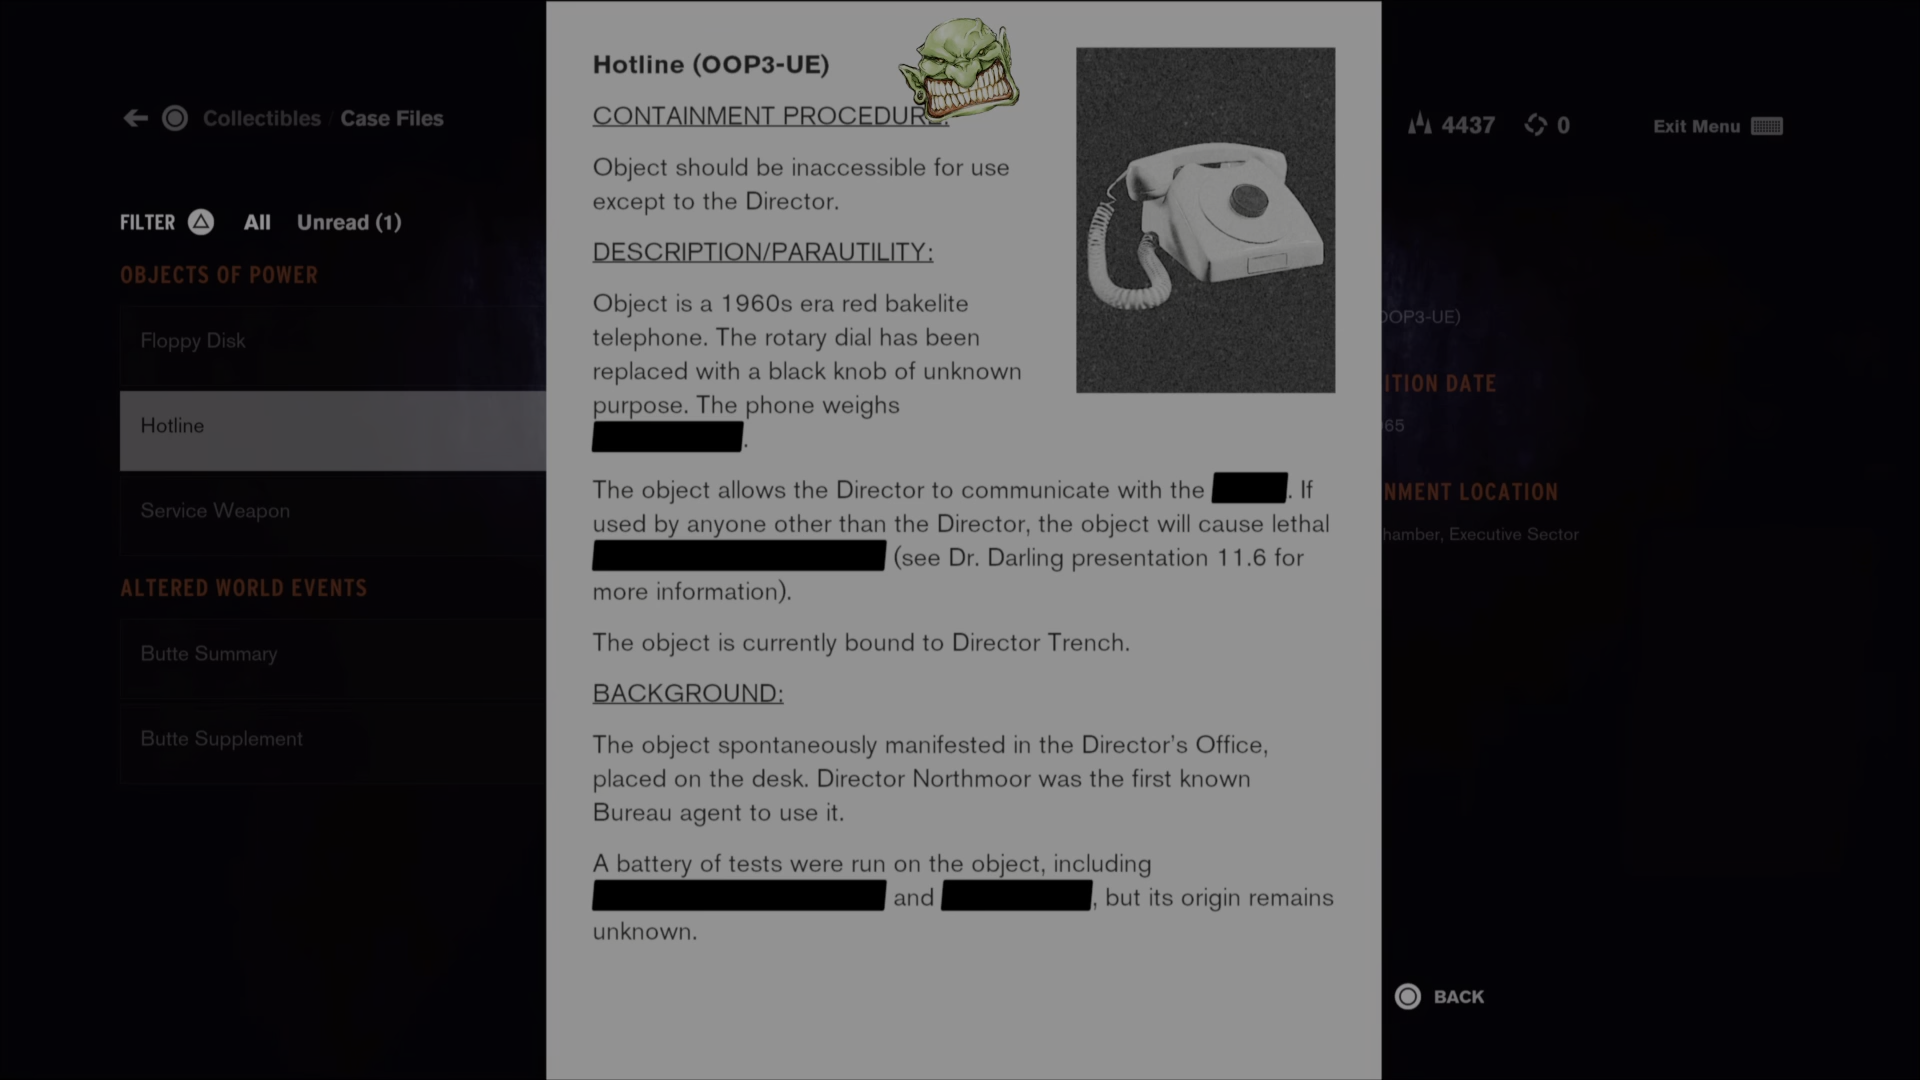 Collectibles / Case Files
FILTER All Unread (1)
OBJECTS OF POWER
Floppy Disk
Hotline
Service Weapon
ALTERED WORLD EVENTS
Butte Summary
Butte Supplement
Hotline (OOP3-UE)
CONTAINMENT PROCEDURE:
Object should be inaccessible for use
except to the Director.
DESCRIPTION/PARAUTILITY:
Object is a 1960s era red bakelite
telephone. The rotary dial has been
replaced with a black knob of unknown
purpose. The phone weighs
.
The object allows the Director to communicate with the . If
used by anyone other than the Director, the object will cause lethal
(see Dr. Darling presentation 11.6 for
more information).
The object is currently bound to Director Trench.
BACKGROUND:
The object spontaneously manifested in the Director's Office,
placed on the desk. Director Northmoor was the first known
Bureau agent to use it.
A battery of tests were run on the object, including
and , but its origin remains
unknown.
4437 0 Exit Menu
OOP3-UE)
ITION DATE
65
NMENT LOCATION
hamber, Executive Sector
BACK